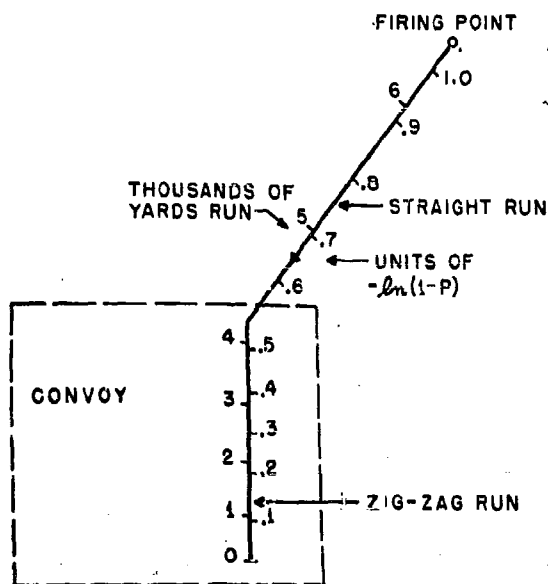 FIRING POINT
1.0
6
.9
.8
THOUSANDS OF
YARDS RUN
STRAIGHT RUN
5
.7
UNITS OF
-ln(1-P)
.6
4
.5
CONVOY
.4
3
.3
2
.2
ZIG-ZAG RUN
1
.1
0